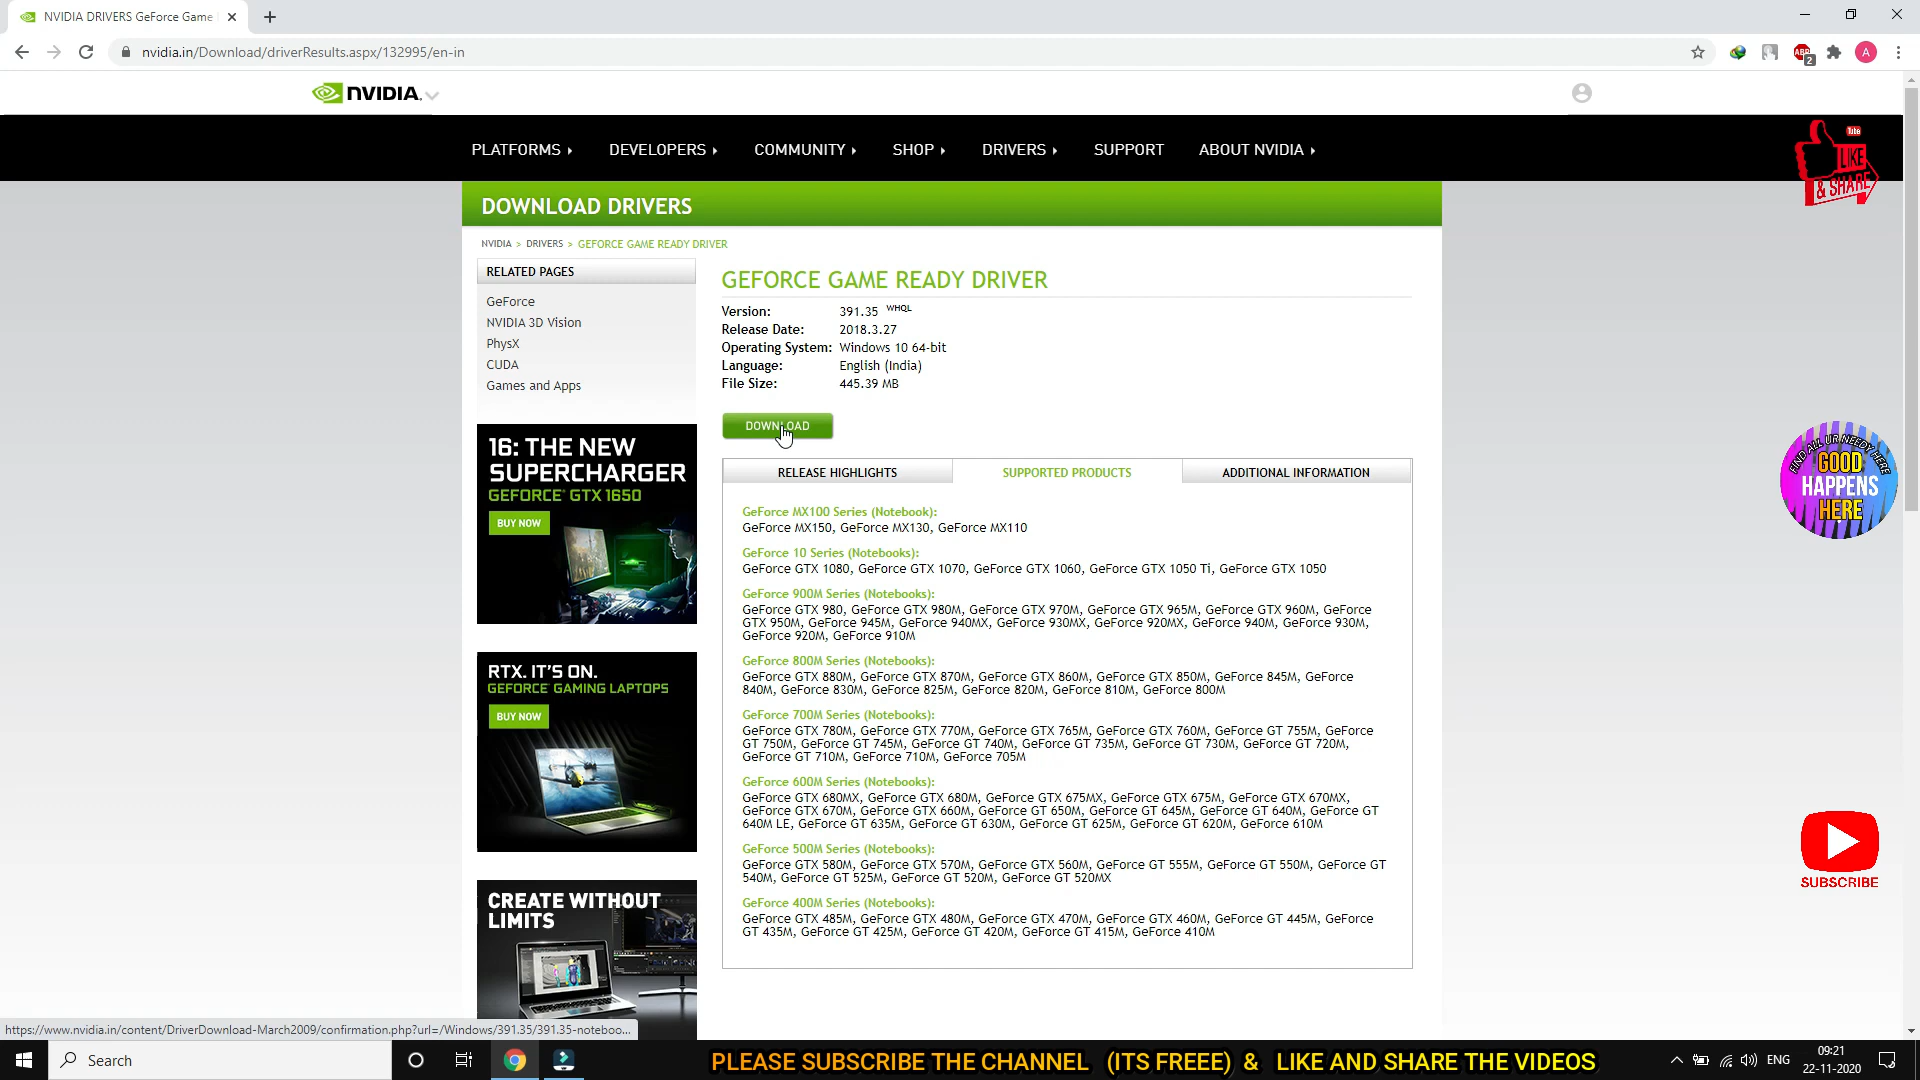 NVIDIA DRIVERS GeForce Game
nvidia.in/Download/driverResults.aspx/132995/en-in
ABP
2
A
NVIDIA.
PLATFORMS
DEVELOPERS
COMMUNITY
SHOP
DRIVERS
SUPPORT
ABOUT NVIDIA
Tube
LIKE
& SHARE
DOWNLOAD DRIVERS
NVIDIA > DRIVERS > GEFORCE GAME READY DRIVER
RELATED PAGES
GeForce
NVIDIA 3D Vision
PhysX
CUDA
Games and Apps
16: THE NEW
SUPERCHARGER
GEFORCE® GTX 1650
BUY NOW
RTX. IT'S ON.
GEFORCE® GAMING LAPTOPS
BUY NOW
CREATE WITHOUT
LIMITS
GEFORCE GAME READY DRIVER
Version: 391.35 WHQL
Release Date: 2018.3.27
Operating System: Windows 10 64-bit
Language: English (India)
File Size: 445.39 MB
DOWNLOAD
RELEASE HIGHLIGHTS
SUPPORTED PRODUCTS
ADDITIONAL INFORMATION
GeForce MX100 Series (Notebook):
GeForce MX150, GeForce MX130, GeForce MX110
GeForce 10 Series (Notebooks):
GeForce GTX 1080, GeForce GTX 1070, GeForce GTX 1060, GeForce GTX 1050 Ti, GeForce GTX 1050
GeForce 900M Series (Notebooks):
GeForce GTX 980, GeForce GTX 980M, GeForce GTX 970M, GeForce GTX 965M, GeForce GTX 960M, GeForce
GTX 950M, GeForce 945M, GeForce 940MX, GeForce 930MX, GeForce 920MX, GeForce 940M, GeForce 930M,
GeForce 920M, GeForce 910M
GeForce 800M Series (Notebooks):
GeForce GTX 880M, GeForce GTX 870M, GeForce GTX 860M, GeForce GTX 850M, GeForce 845M, GeForce
840M, GeForce 830M, GeForce 825M, GeForce 820M, GeForce 810M, GeForce 800M
GeForce 700M Series (Notebooks):
GeForce GTX 780M, GeForce GTX 770M, GeForce GTX 765M, GeForce GTX 760M, GeForce GT 755M, GeForce
GT 750M, GeForce GT 745M, GeForce GT 740M, GeForce GT 735M, GeForce GT 730M, GeForce GT 720M,
GeForce GT 710M, GeForce 710M, GeForce 705M
GeForce 600M Series (Notebooks):
GeForce GTX 680MX, GeForce GTX 680M, GeForce GTX 675MX, GeForce GTX 675M, GeForce GTX 670MX,
GeForce GTX 670M, GeForce GTX 660M, GeForce GT 650M, GeForce GT 645M, GeForce GT 640M, GeForce GT
640M LE, GeForce GT 635M, GeForce GT 630M, GeForce GT 625M, GeForce GT 620M, GeForce 610M
GeForce 500M Series (Notebooks):
GeForce GTX 580M, GeForce GTX 570M, GeForce GTX 560M, GeForce GT 555M, GeForce GT 550M, GeForce GT
540M, GeForce GT 525M, GeForce GT 520M, GeForce GT 520MX
GeForce 400M Series (Notebooks):
GeForce GTX 485M, GeForce GTX 480M, GeForce GTX 470M, GeForce GTX 460M, GeForce GT 445M, GeForce
GT 435M, GeForce GT 425M, GeForce GT 420M, GeForce GT 415M, GeForce 410M
FIND ALL UR NEEDY HERE
GOOD
HAPPENS
HERE
SUBSCRIBE
https://www.nvidia.in/content/DriverDownload-March2009/confirmation.php?url=/Windows/391.35/391.35-noteboo...
Search
PLEASE SUBSCRIBE THE CHANNEL (ITS FREEE) & LIKE AND SHARE THE VIDEOS
ENG
09:21
22-11-2020